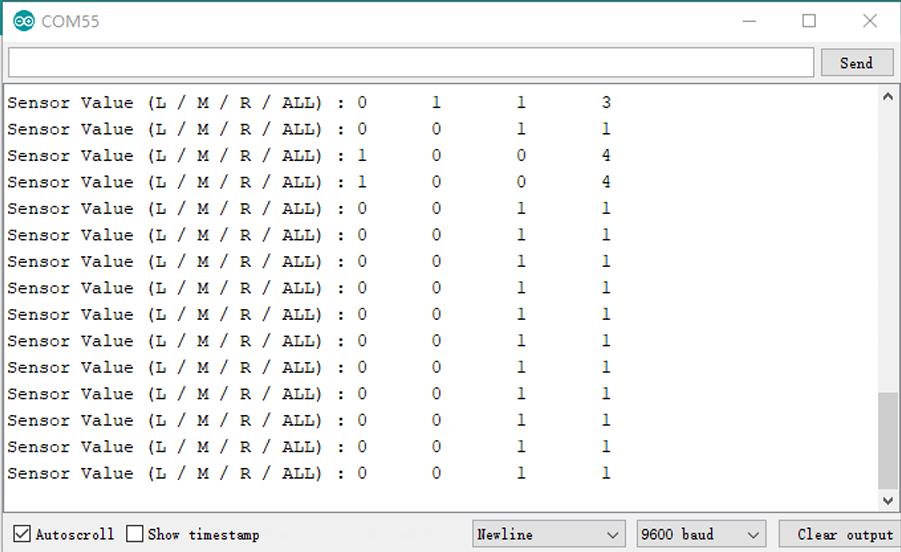 COM55
Send
Sensor Value (L / M / R / ALL) : 0 1 1 3
Sensor Value (L / M / R / ALL) : 0 0 1 1
Sensor Value (L / M / R / ALL) : 1 0 0 4
Sensor Value (L / M / R / ALL) : 1 0 0 4
Sensor Value (L / M / R / ALL) : 0 0 1 1
Sensor Value (L / M / R / ALL) : 0 0 1 1
Sensor Value (L / M / R / ALL) : 0 0 1 1
Sensor Value (L / M / R / ALL) : 0 0 1 1
Sensor Value (L / M / R / ALL) : 0 0 1 1
Sensor Value (L / M / R / ALL) : 0 0 1 1
Sensor Value (L / M / R / ALL) : 0 0 1 1
Sensor Value (L / M / R / ALL) : 0 0 1 1
Sensor Value (L / M / R / ALL) : 0 0 1 1
Sensor Value (L / M / R / ALL) : 0 0 1 1
Sensor Value (L / M / R / ALL) : 0 0 1 1
Autoscroll Show timestamp Newline 9600 baud Clear output